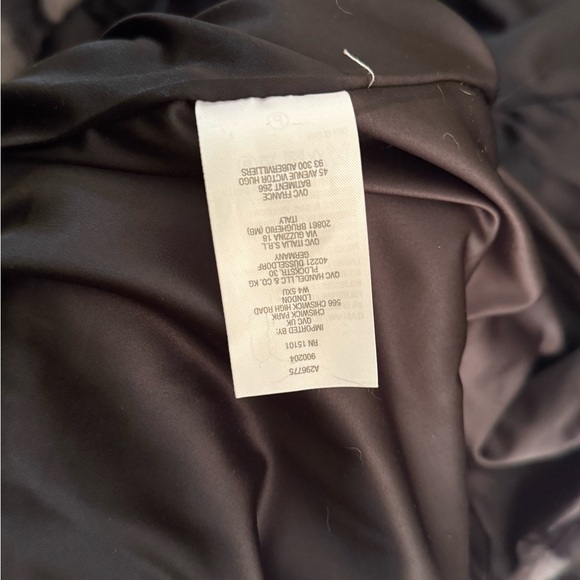 A296775
900204
RN 15101
IMPORTED BY:
QVC UK
CHISWICK PARK
566 CHISWICK HIGH ROAD
LONDON
W4 5XU
QVC HANDEL LLC & CO. KG
PLOCKSTR. 30
40221 DUSSELDORF
GERMANY
QVC ITALIA S.R.L
VIA GUZZINA 18
20861 BRUGHERIO (MB)
ITALY
QVC FRANCE
BATIMENT 266
45 AVENUE VICTOR HUGO
93 300 AUBERVILLIERS